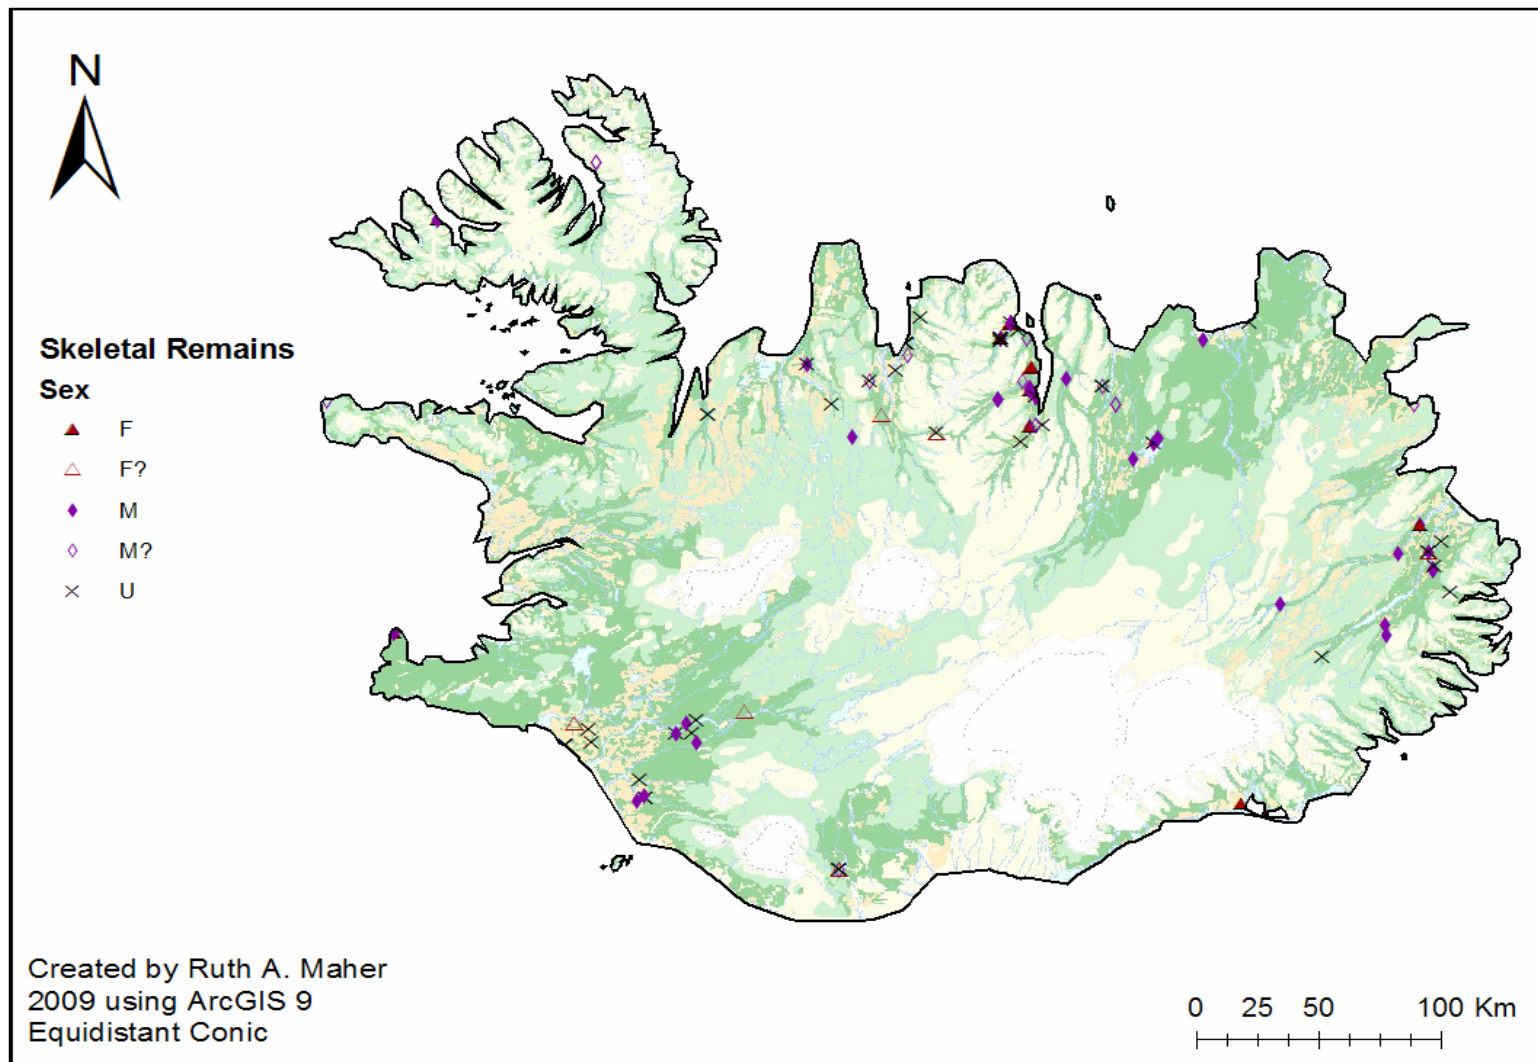 N
Skeletal Remains
Sex
F
F?
M
M?
U
Created by Ruth A. Maher
2009 using ArcGIS 9
Equidistant Conic
0 25 50 100 Km